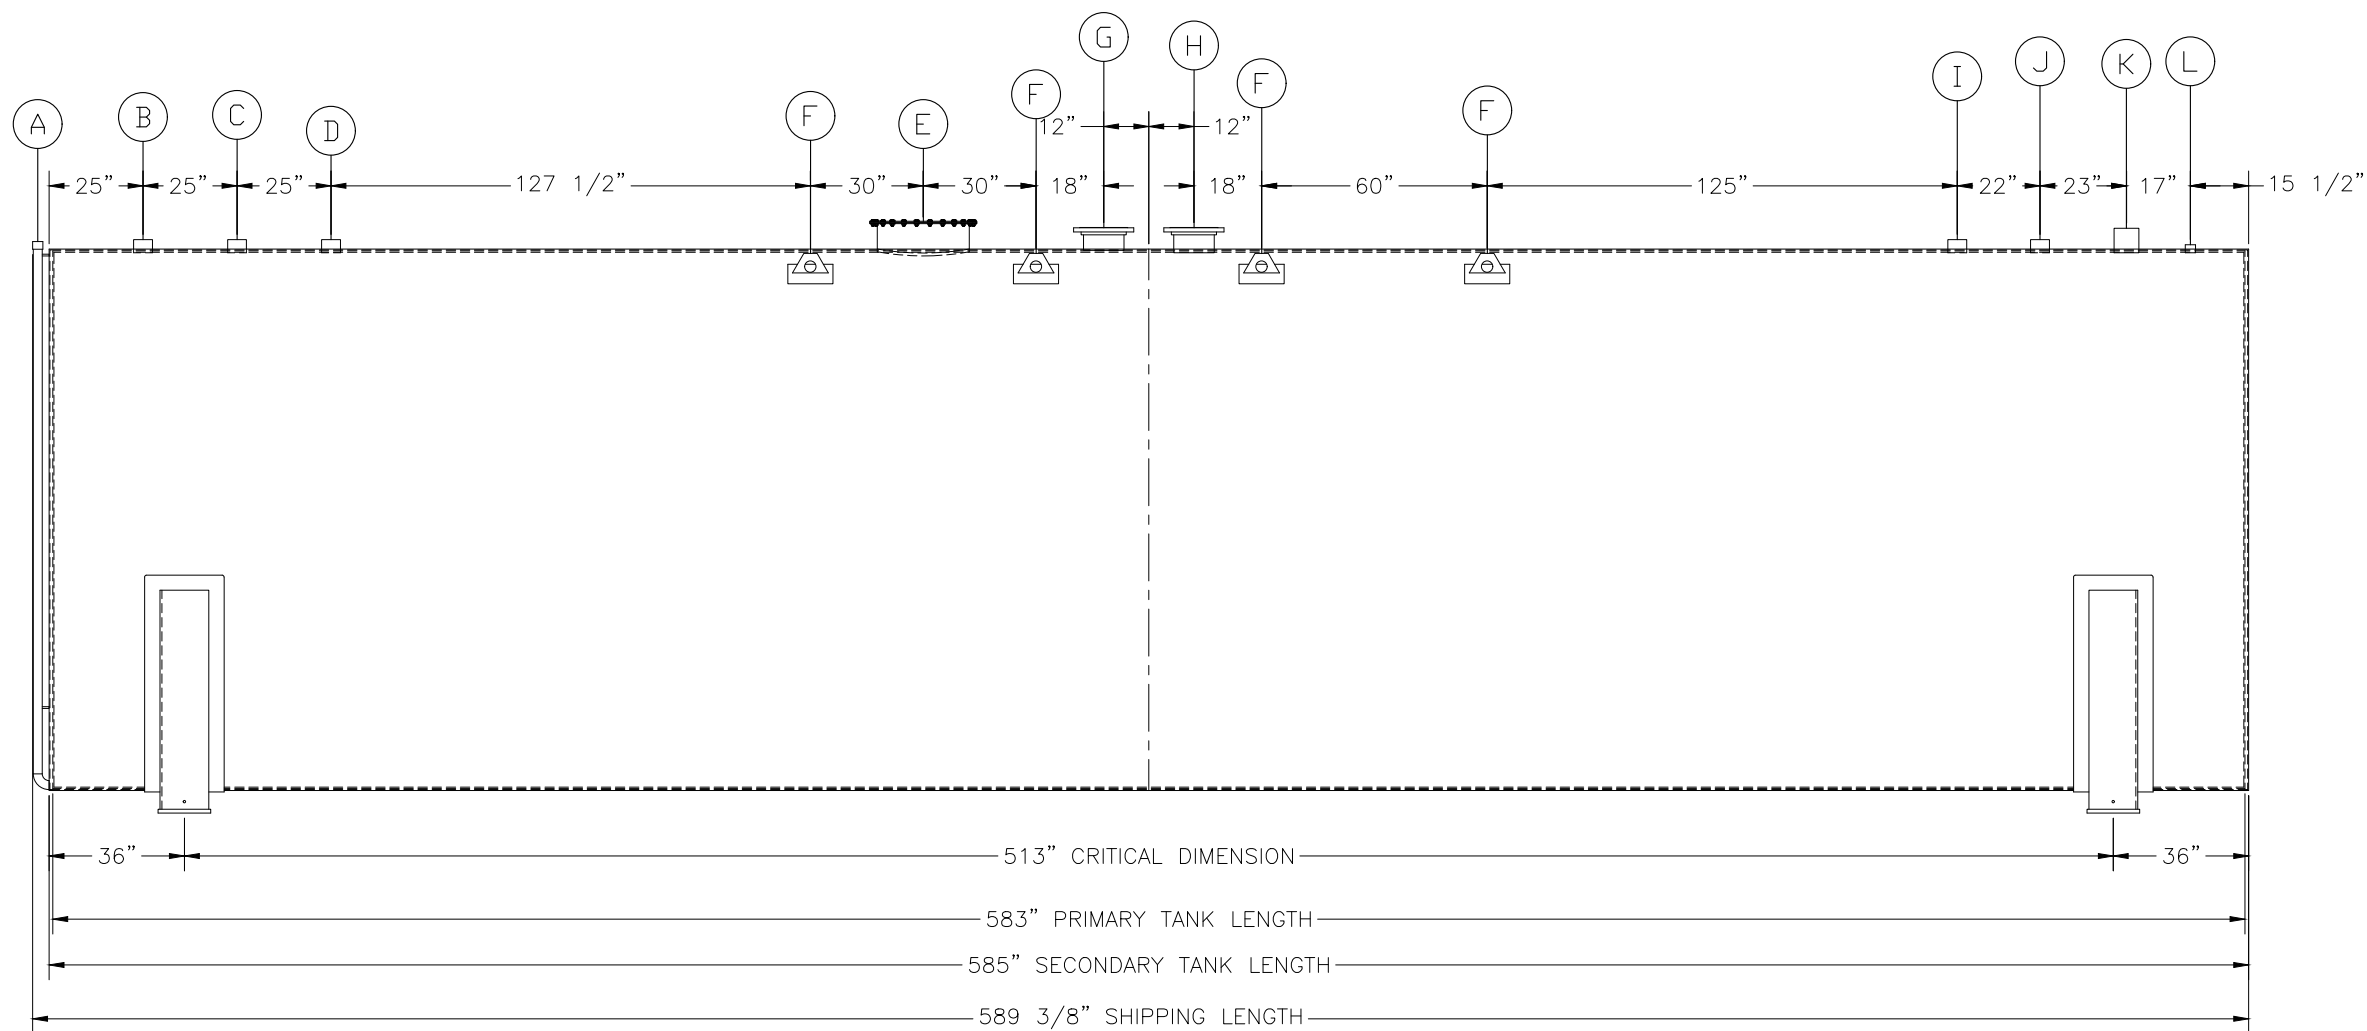 G
H
I
J
K
L
F
F
F
A
B
C
D
F
E
12”
12”
25”
25”
25”
127 1/2”
30”
30”
18”
18”
60”
125”
22”
23”
17”
15 1/2”
36”
513” CRITICAL DIMENSION
36”
583” PRIMARY TANK LENGTH
585” SECONDARY TANK LENGTH
589 3/8” SHIPPING LENGTH